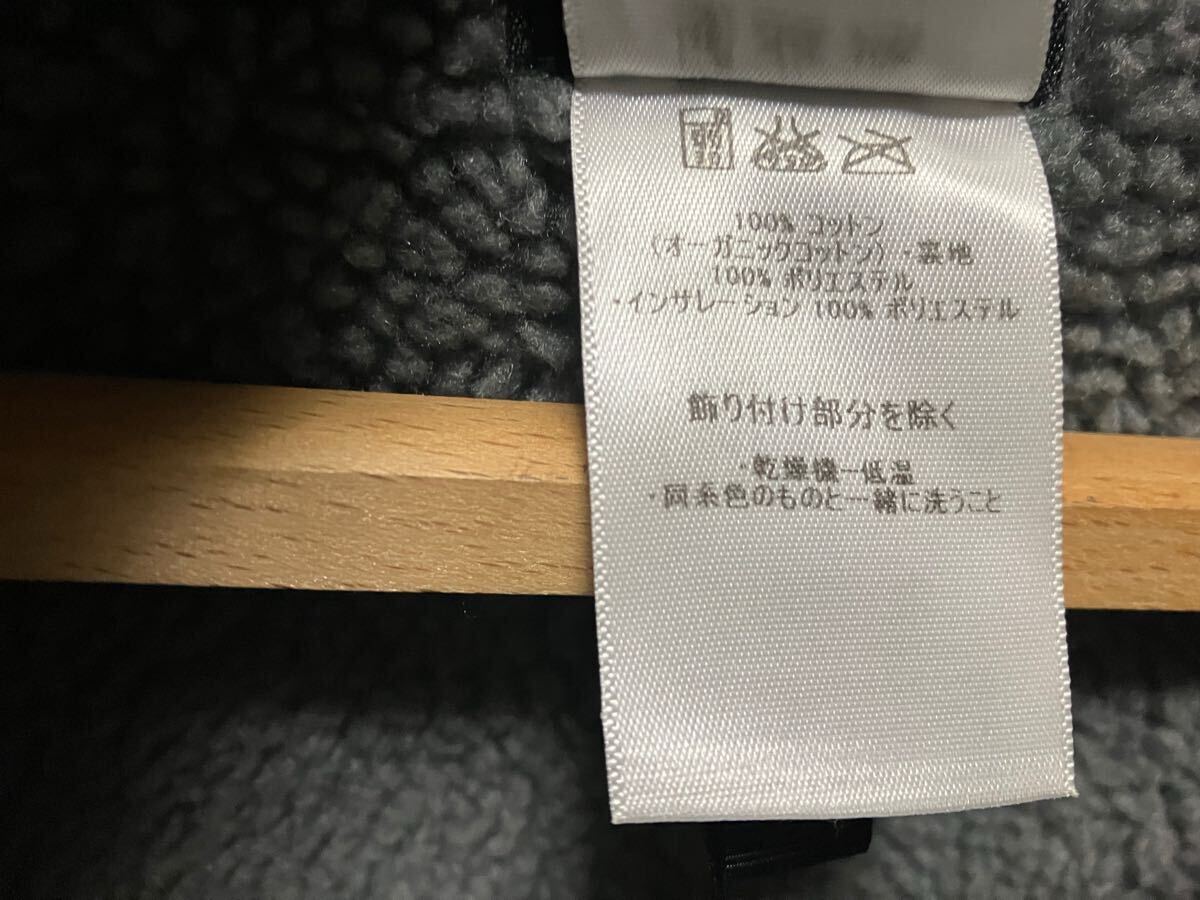 100% コットン
(オーガニックコットン)・裏地
100% ポリエステル
・インサレーション 100% ポリエステル
飾り付け部分を除く
・乾燥機一低温
・同系色のものと一緒に洗うこと